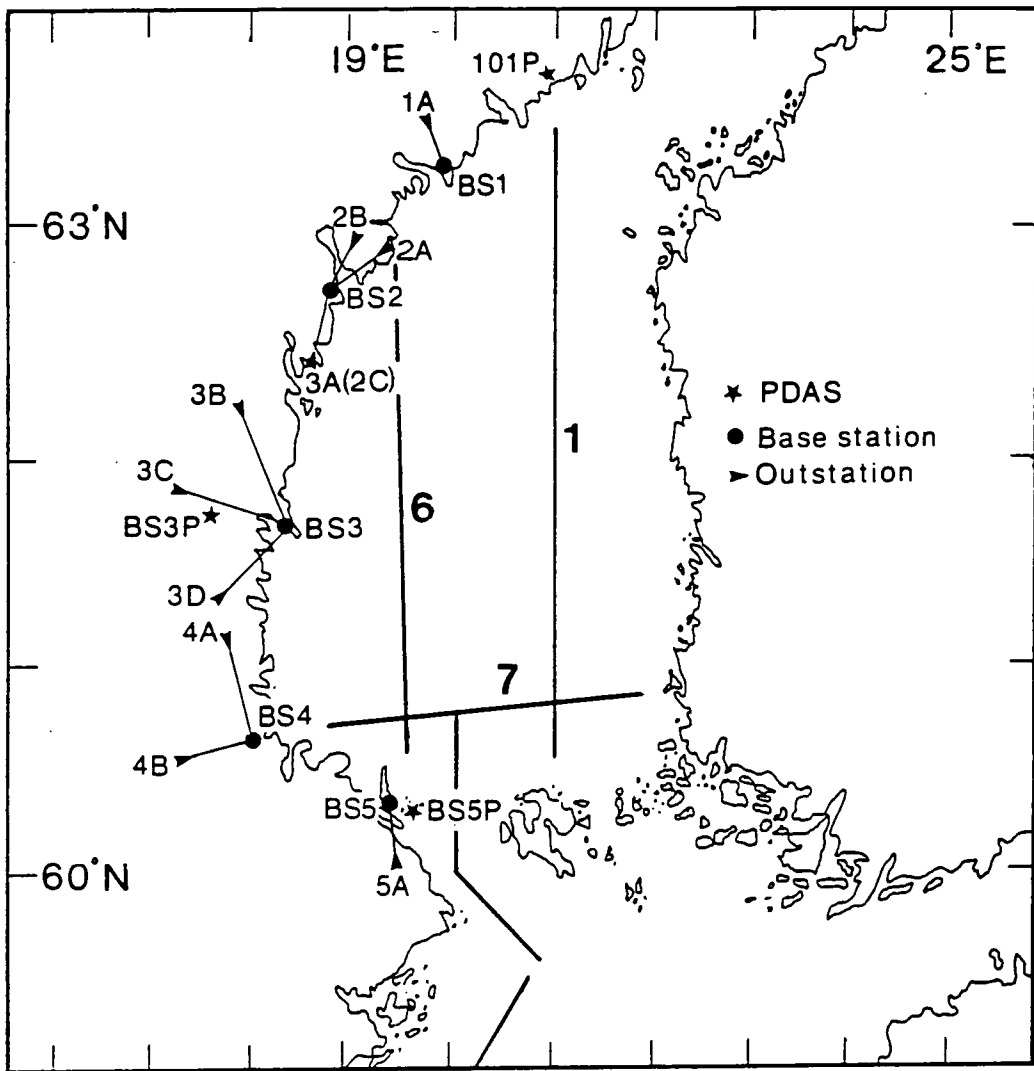 19°E
25°E
101P
1A
BS1
63°N
2B
2A
BS2
3A(2C)
3B
PDAS
Base station
Outstation
1
3C
6
BS3P
BS3
3D
4A
7
BS4
4B
BS5
BS5P
5A
60°N